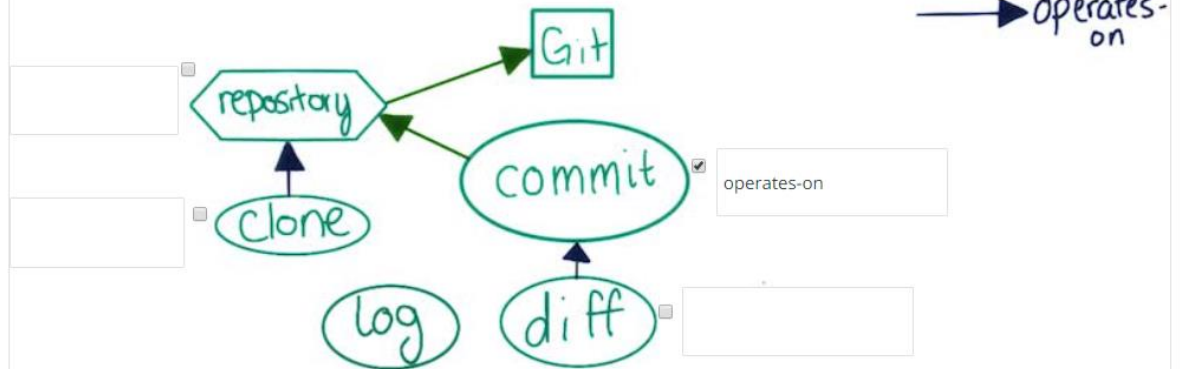 operates-
on
Git
repository
commit
operates-on
clone
log
diff